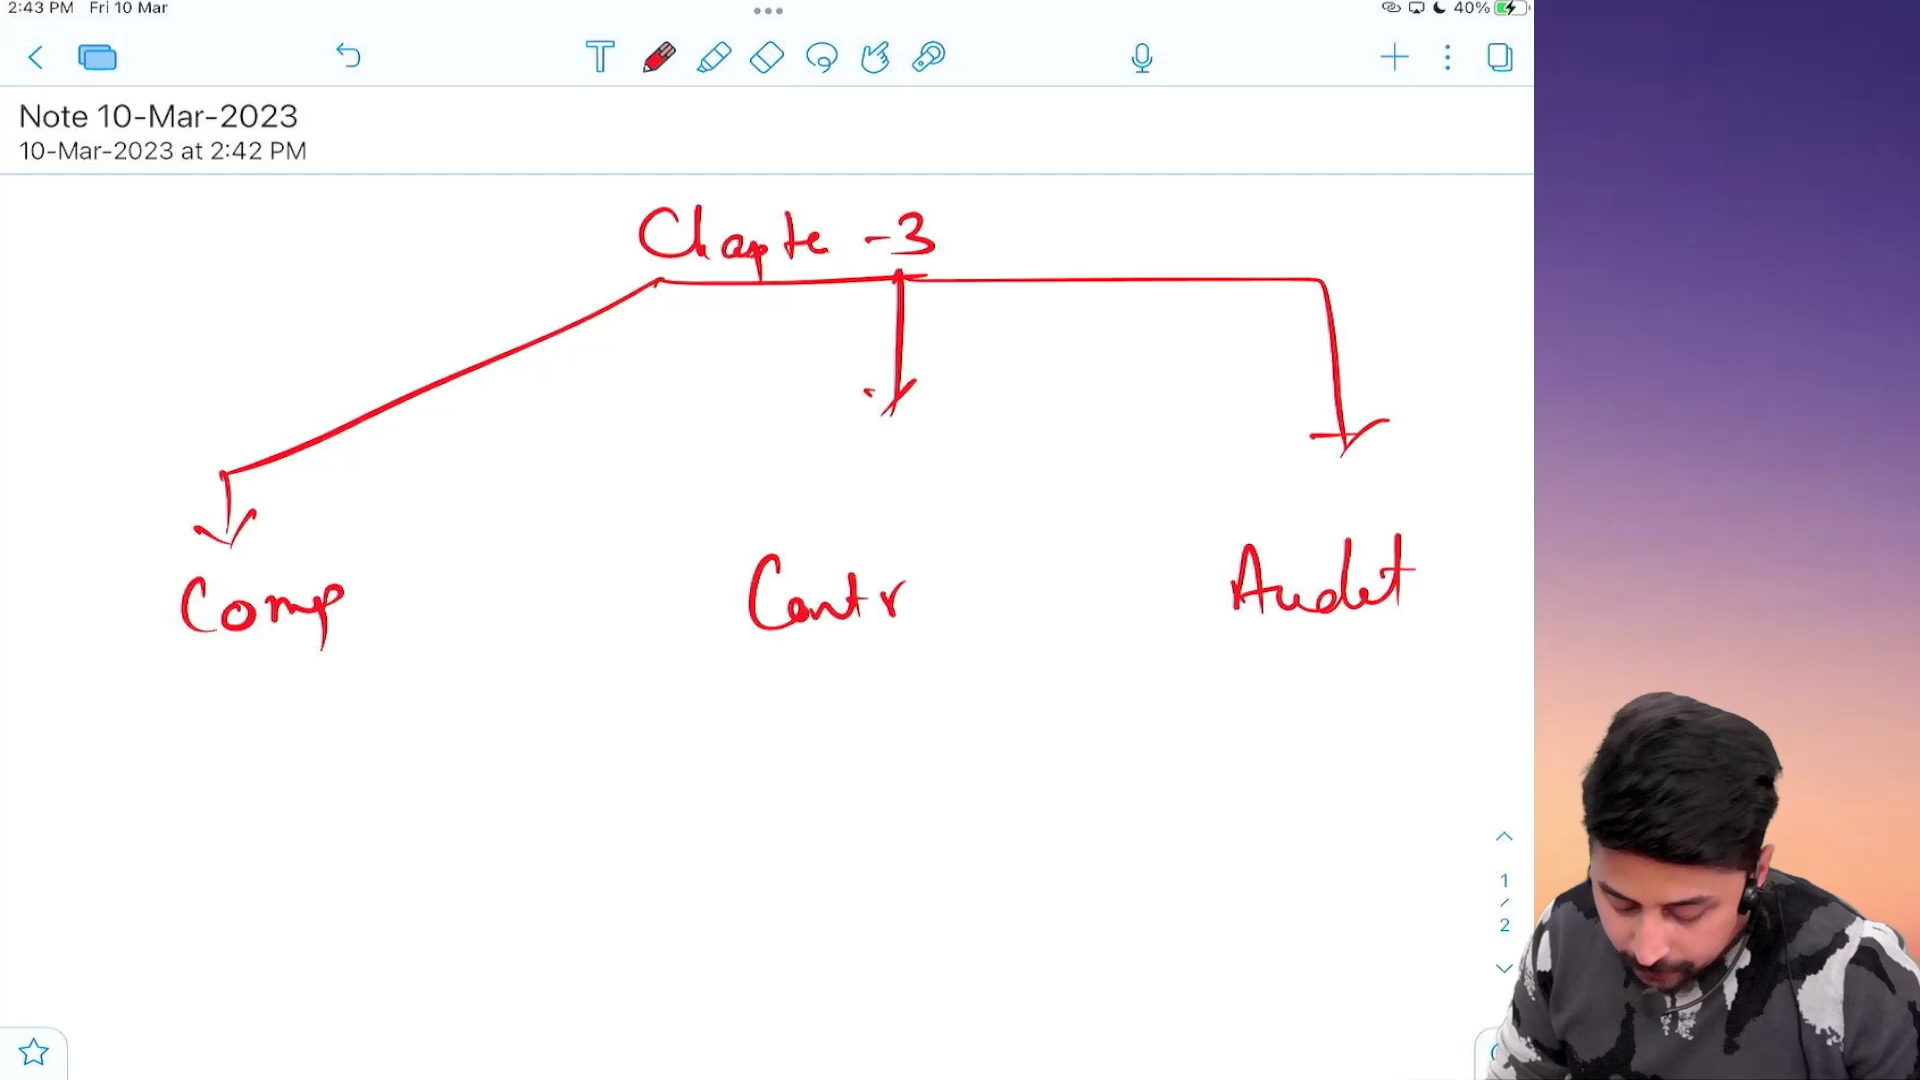 2:43 PM Fri 10 Mar
40%
T
Note 10-Mar-2023
10-Mar-2023 at 2:42 PM
Chapte -3
Comp
Contr
Audit
1
2